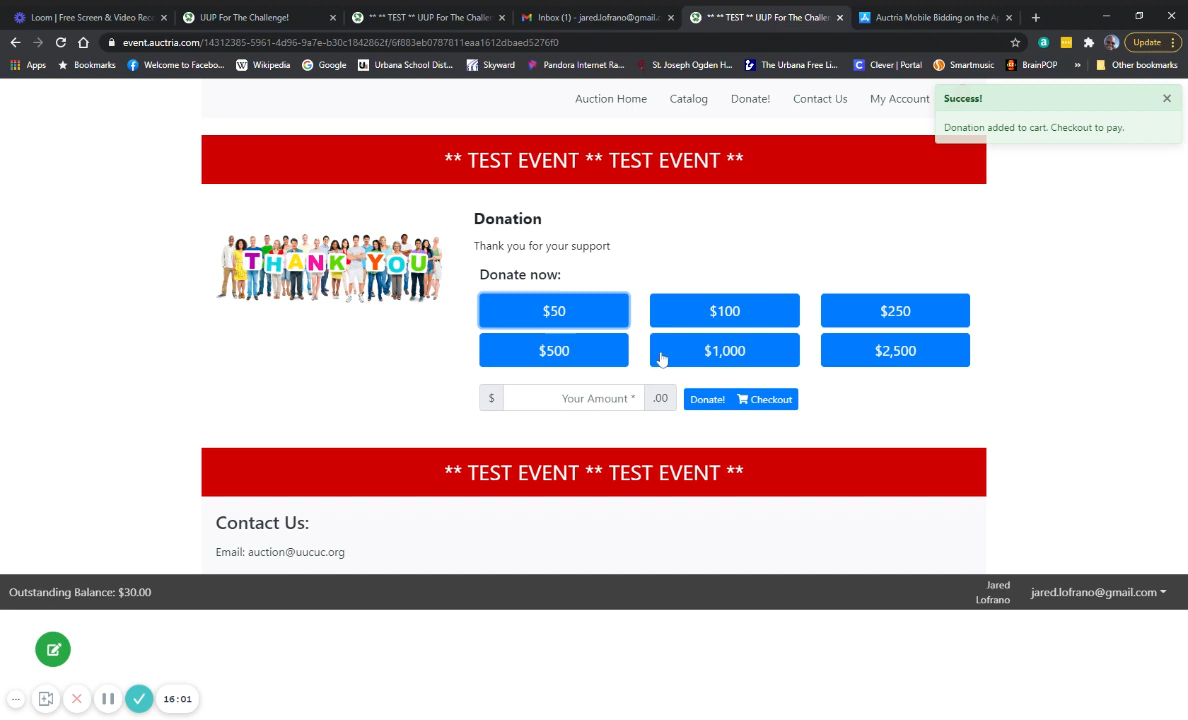 Loom | Free Screen & Video Rec
UUP For The Challenge!
** ** TEST ** UUP For The Challen
Inbox (1) - jared.lofrano@gmail.c
** ** TEST ** UUP For The Challen
Auctria Mobile Bidding on the Ap
event.auctria.com/14312385-5961-4d96-9a7e-b30c1842862f/6f883eb0787811eaa1612dbaed5276f0
Update
Apps
Bookmarks
Welcome to Facebo...
Wikipedia
Google
Urbana School Dist...
Skyward
Pandora Internet Ra...
St. Joseph Ogden H...
The Urbana Free Li...
Clever | Portal
Smartmusic
BrainPOP
»
Other bookmarks
Auction Home
Catalog
Donate!
Contact Us
My Account
Success!
Donation added to cart. Checkout to pay.
** TEST EVENT ** TEST EVENT **
THANK YOU
Donation
Thank you for your support
Donate now:
$50
$100
$250
$500
$1,000
$2,500
$
Your Amount *
.00
Donate!
Checkout
** TEST EVENT ** TEST EVENT **
Contact Us:
Email: auction@uucuc.org
Outstanding Balance: $30.00
Jared
Lofrano
jared.lofrano@gmail.com
16:01